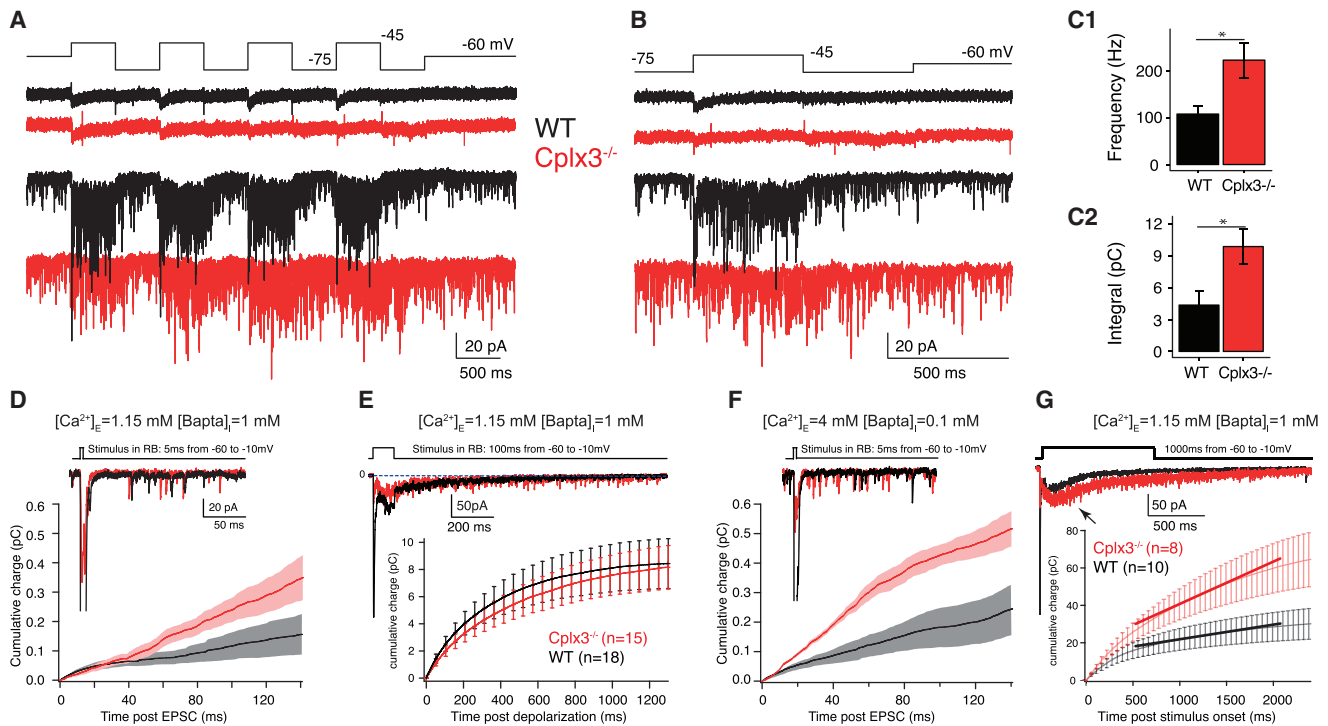 A
-75
-45
-60 mV
WT
Cplx3-/-
20 pA
500 ms
B
-75
-45
-60 mV
20 pA
500 ms
C1
Frequency (Hz)
200
100
0
*
WT Cplx3-/-
C2
Integral (pC)
12
9
6
3
0
*
WT Cplx3-/-
D
[Ca²⁺]E=1.15 mM [Bapta]I=1 mM
Stimulus in RB: 5ms from -60 to -10mV
20 pA
50 ms
Cumulative charge (pC)
0.6
0.5
0.4
0.3
0.2
0.1
0.0
0 40 80 120
Time post EPSC (ms)
E
[Ca²⁺]E=1.15 mM [Bapta]I=1 mM
Stimulus in RB: 100ms from -60 to -10mV
0
50pA
200 ms
cumulative charge (pC)
10
8
6
4
2
0
Cplx3-/- (n=15)
WT (n=18)
0 200 400 600 800 1000 1200
Time post depolarization (ms)
F
[Ca²⁺]E=4 mM [Bapta]I=0.1 mM
Stimulus in RB: 5ms from -60 to -10mV
20 pA
50 ms
Cumulative charge (pC)
0.6
0.5
0.4
0.3
0.2
0.1
0.0
0 40 80 120
Time post EPSC (ms)
G
[Ca²⁺]E=1.15 mM [Bapta]I=1 mM
1000ms from -60 to -10mV
50 pA
500 ms
cumulative charge (pC)
80
60
40
20
0
Cplx3-/- (n=8)
WT (n=10)
0 500 1000 1500 2000
Time post stimulus onset (ms)